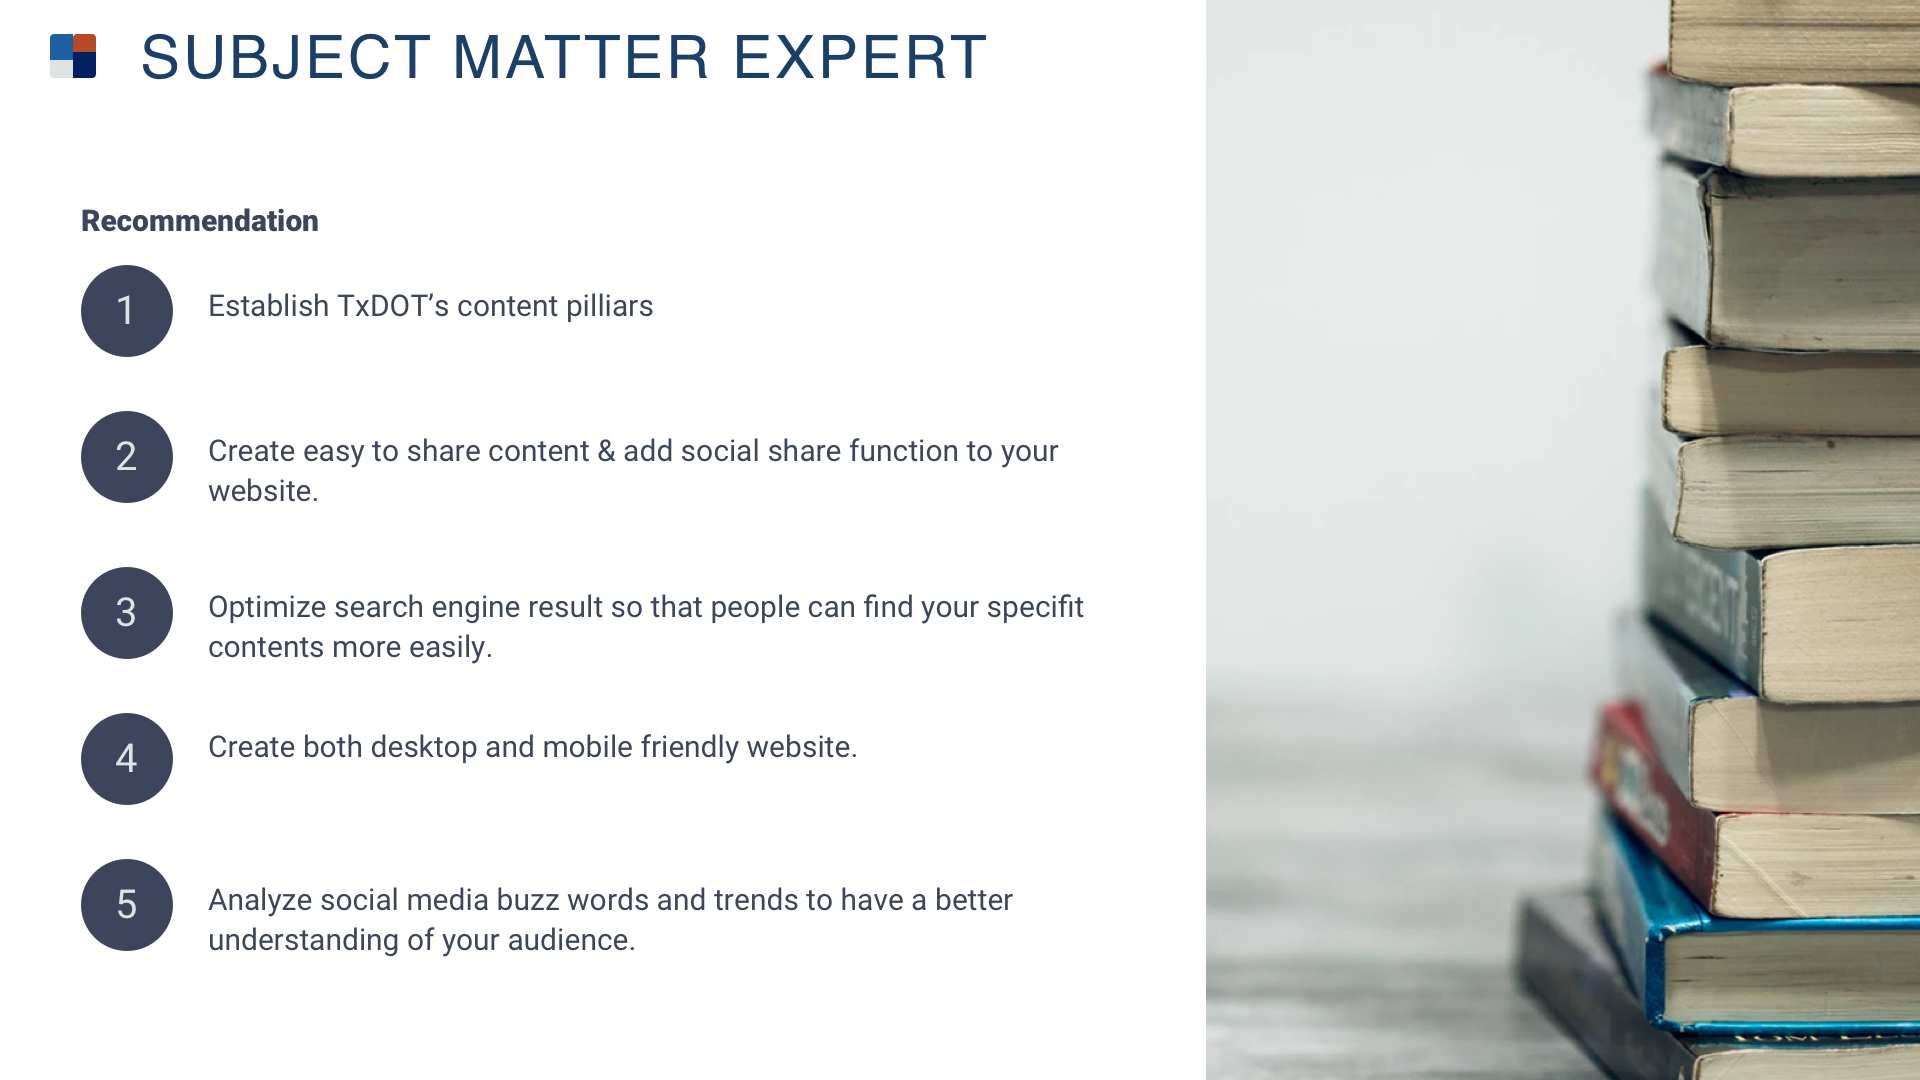 SUBJECT MATTER EXPERT
Recommendation
1
Establish TxDOT’s content pilliars
2
Create easy to share content & add social share function to your
website.
3
Optimize search engine result so that people can find your specifit
contents more easily.
4
Create both desktop and mobile friendly website.
5
Analyze social media buzz words and trends to have a better
understanding of your audience.